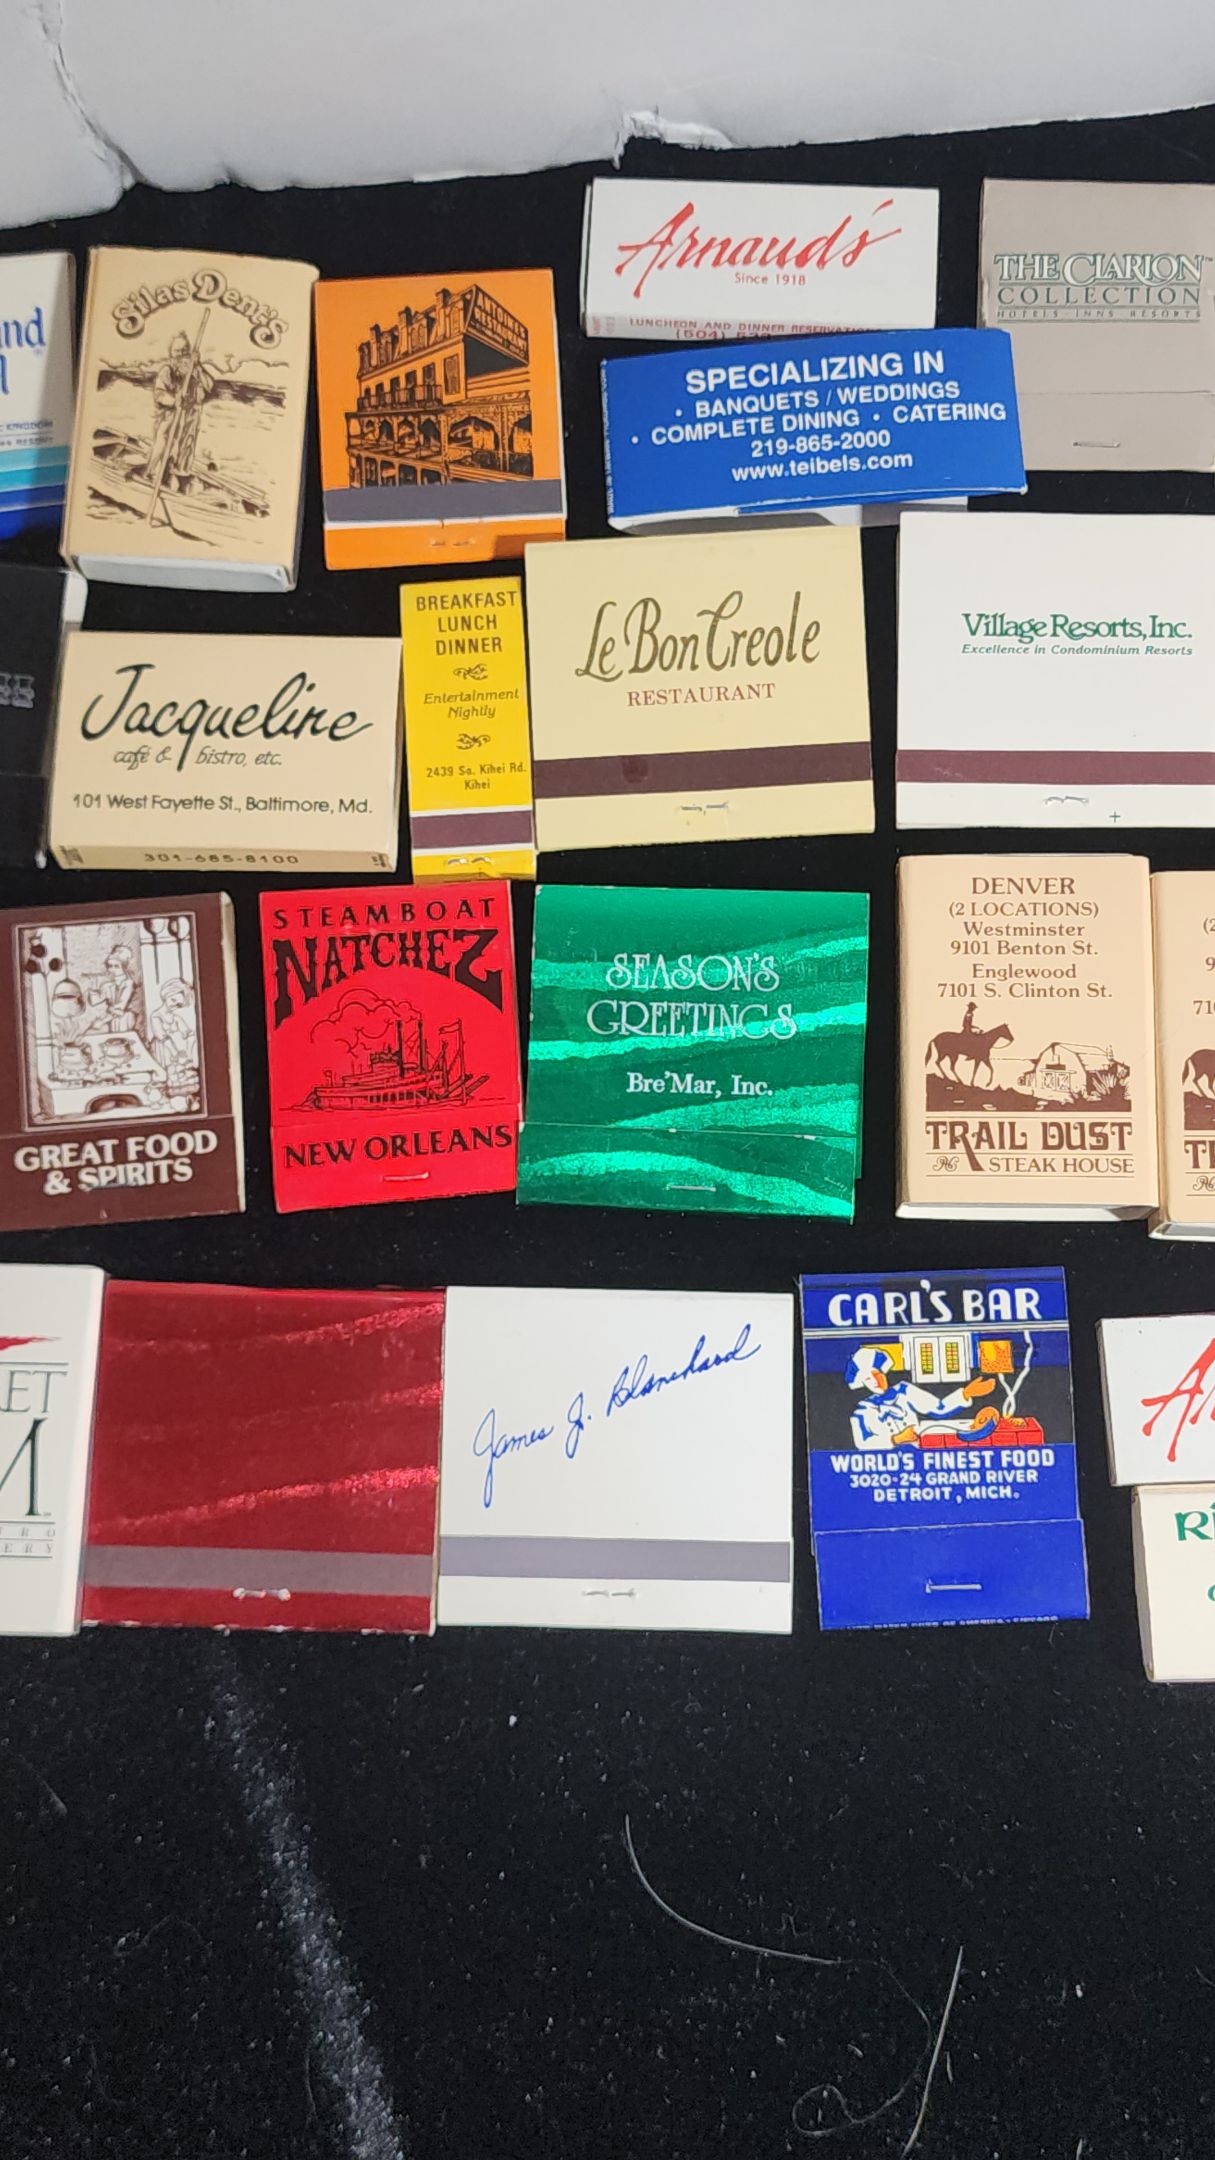 Arnaud's
Since 1918
LUNCHEON AND DINNER RESERVATIONS
(504)
THE CLARION
COLLECTION
HOTELS · INNS · RESORTS
Silas Dent's
ANTOINE'S
RESTAURANT
SPECIALIZING IN
• BANQUETS / WEDDINGS
• COMPLETE DINING • CATERING
219-865-2000
www.teibels.com
BREAKFAST
LUNCH
DINNER
Entertainment
Nightly
2439 So. Kihei Rd.
Kihei
Le Bon Creole
RESTAURANT
Village Resorts, Inc.
Excellence in Condominium Resorts
Jacqueline
café & bistro, etc.
101 West Fayette St., Baltimore, Md.
301-685-8100
GREAT FOOD
& SPIRITS
STEAMBOAT
NATCHEZ
NEW ORLEANS
SEASON'S
GREETINGS
Bre'Mar, Inc.
DENVER
(2 LOCATIONS)
Westminster
9101 Benton St.
Englewood
7101 S. Clinton St.
TRAIL DUST
STEAK HOUSE
James J. Blanchard
CARL'S BAR
WORLD'S FINEST FOOD
3020-24 GRAND RIVER
DETROIT, MICH.